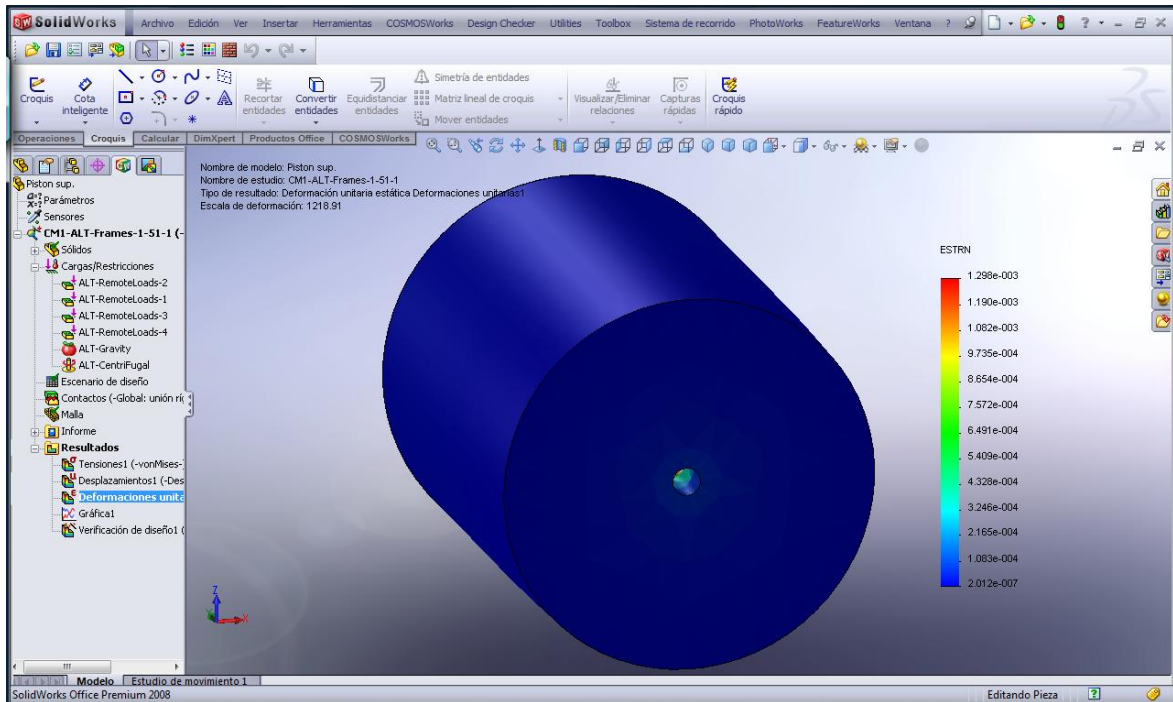 SolidWorks Archivo Edición Ver Insertar Herramientas COSMOSWorks Design Checker Utilities Toolbox Sistema de recorrido PhotoWorks FeatureWorks Ventana ?
Croquis
Cota inteligente
Recortar entidades
Convertir entidades
Equidistanciar entidades
Simetría de entidades
Matriz lineal de croquis
Mover entidades
Visualizar/Eliminar relaciones
Capturas rápidas
Croquis rápido
Operaciones Croquis Calcular DimXpert Productos Office COSMOSWorks
Piston sup.
Parámetros
Sensores
CM1-ALT-Frames-1-51-1 (-
Sólidos
Cargas/Restricciones
ALT-RemoteLoads-2
ALT-RemoteLoads-1
ALT-RemoteLoads-3
ALT-RemoteLoads-4
ALT-Gravity
ALT-CentriFugal
Escenario de diseño
Contactos (-Global: unión ríg
Malla
Informe
Resultados
Tensiones1 (-vonMises-)
Desplazamientos1 (-Des
Deformaciones unita
Gráfica1
Verificación de diseño1 (
Nombre de modelo: Piston sup.
Nombre de estudio: CM1-ALT-Frames-1-51-1
Tipo de resultado: Deformación unitaria estática Deformaciones unitarias1
Escala de deformación: 1218.91
ESTRN
1.298e-003
1.190e-003
1.082e-003
9.735e-004
8.654e-004
7.572e-004
6.491e-004
5.409e-004
4.328e-004
3.246e-004
2.165e-004
1.083e-004
2.012e-007
Z
X
Modelo Estudio de movimiento 1
SolidWorks Office Premium 2008
Editando Pieza